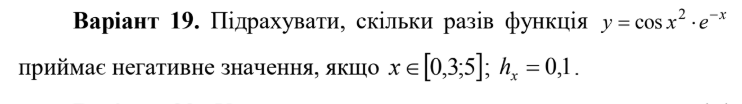 Варіант 19. Підрахувати, скільки разів функція y = cos x² · e⁻ˣ
приймає негативне значення, якщо x ∈ [0,3;5]; hₓ = 0,1.